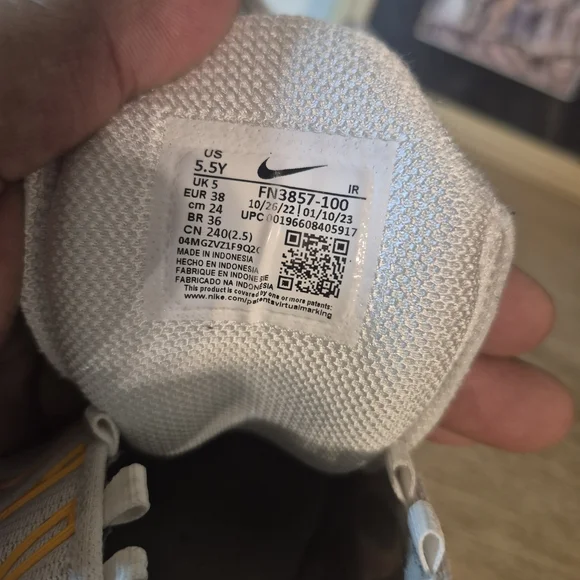 US
5.5Y
UK 5
EUR 38
cm 24
BR 36
CN 240(2.5)
IR
FN3857-100
10/26/22 | 01/10/23
UPC 00196608405917
MADE IN INDONESIA
HECHO EN INDONESIA
FABRIQUE EN INDONESIE
FABRICADO NA INDONESIA
This product is covered by one or more patents:
www.nike.com/patentsvirtualmarking